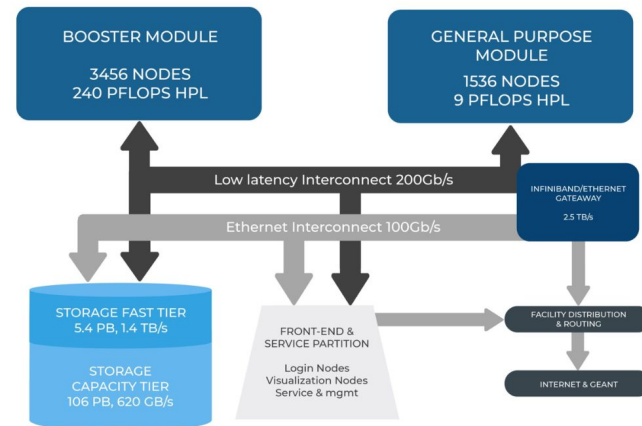 BOOSTER MODULE
3456 NODES
240 PFLOPS HPL
GENERAL PURPOSE
MODULE
1536 NODES
9 PFLOPS HPL
Low latency Interconnect 200Gb/s
INFINIBAND/ETHERNET
GATEAWAY
2.5 TB/s
Ethernet Interconnect 100Gb/s
STORAGE FAST TIER
5.4 PB, 1.4 TB/s
STORAGE
CAPACITY TIER
106 PB, 620 GB/s
FRONT-END &
SERVICE PARTITION
Login Nodes
Visualization Nodes
Service & mgmt
FACILITY DISTRIBUTION
& ROUTING
INTERNET & GEANT